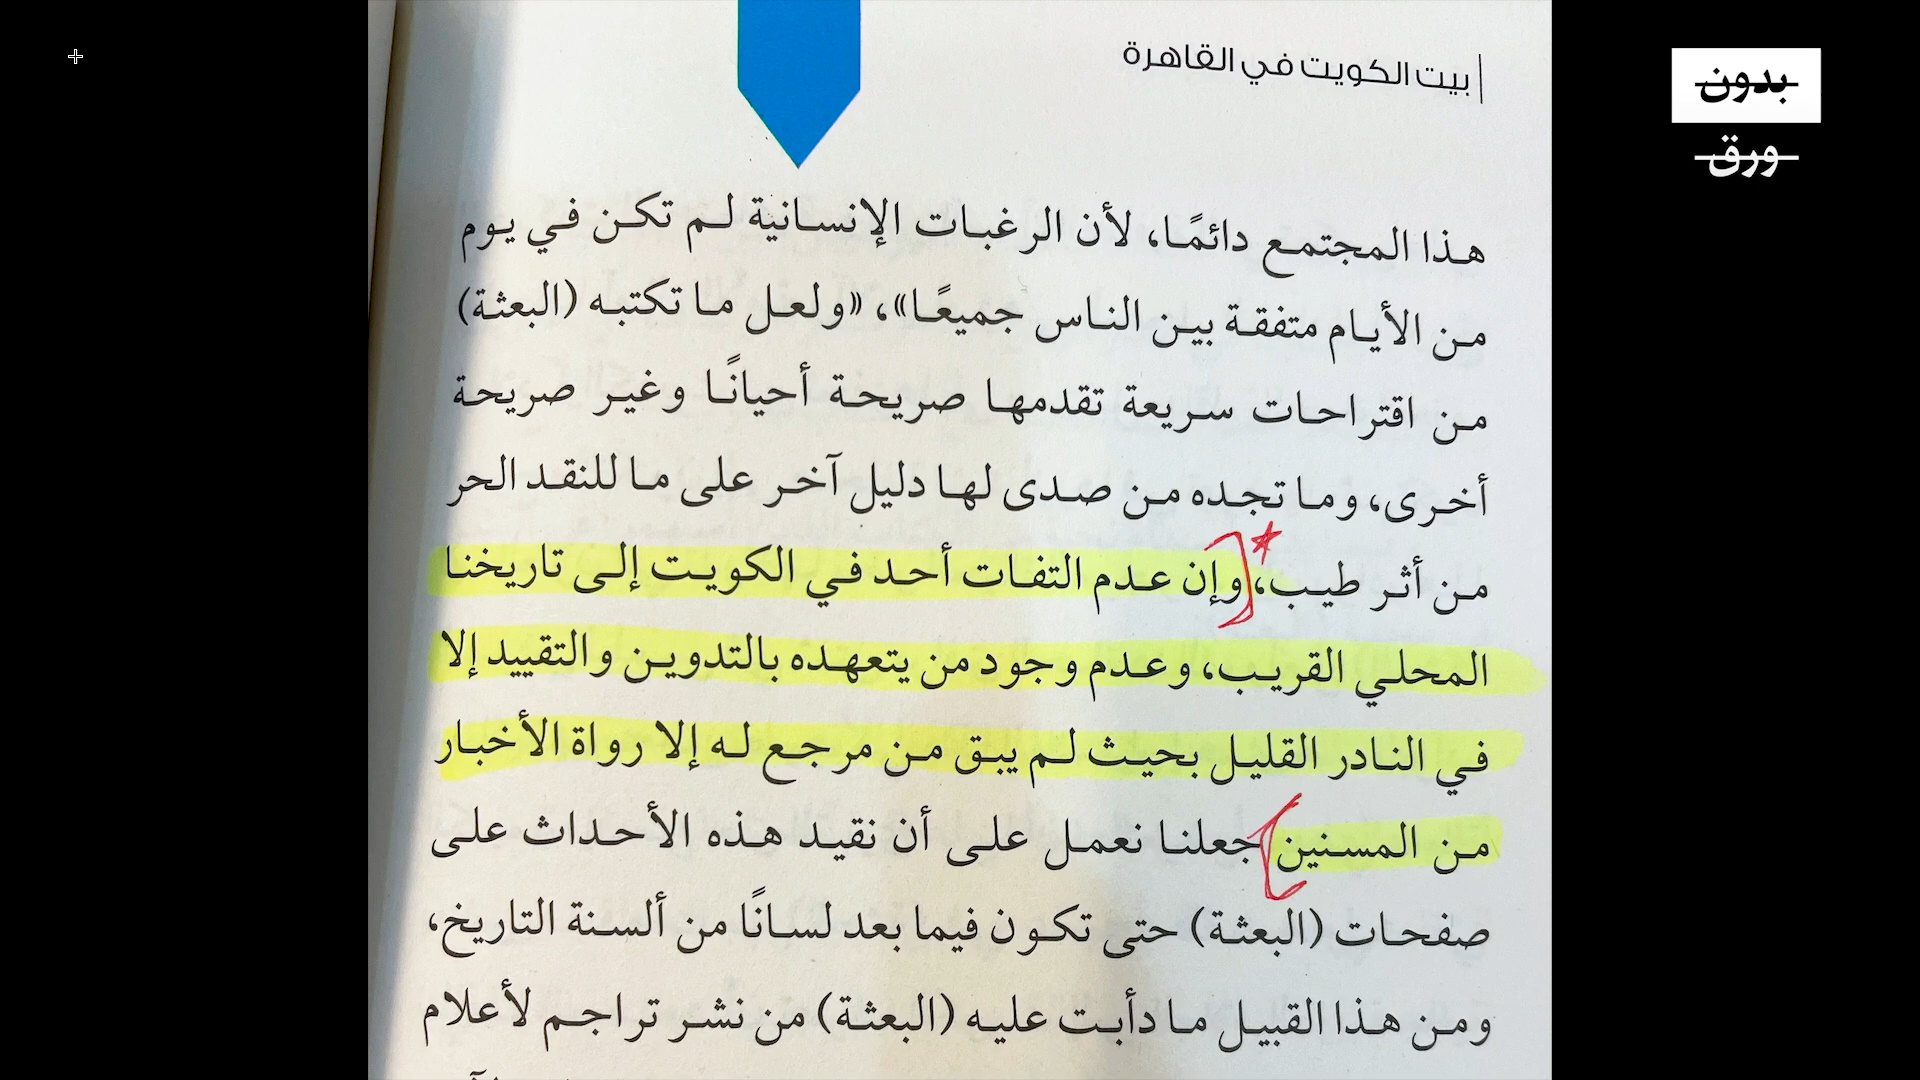 بيت الكويت في القاهرة
بدون
ورق
هذا المجتمع دائمًا، لأن الرغبات الإنسانية لم تكن في يوم
من الأيام متفقة بين الناس جميعًا»، «ولعل ما تكتبه (البعثة)
من اقتراحات سريعة تقدمها صريحة أحيانًا وغير صريحة
أخرى، وما تجده من صدى لها دليل آخر على ما للنقد الحر
من أثر طيب، وإن عدم التفات أحد في الكويت إلى تاريخنا
المحلي القريب، وعدم وجود من يتعهده بالتدوين والتقييد إلا
في النادر القليل بحيث لم يبق من مرجع له إلا رواة الأخبار
من المسنين جعلنا نعمل على أن نقيد هذه الأحداث على
صفحات (البعثة) حتى تكون فيما بعد لسانًا من ألسنة التاريخ،
ومن هذا القبيل ما دأبت عليه (البعثة) من نشر تراجم لأعلام